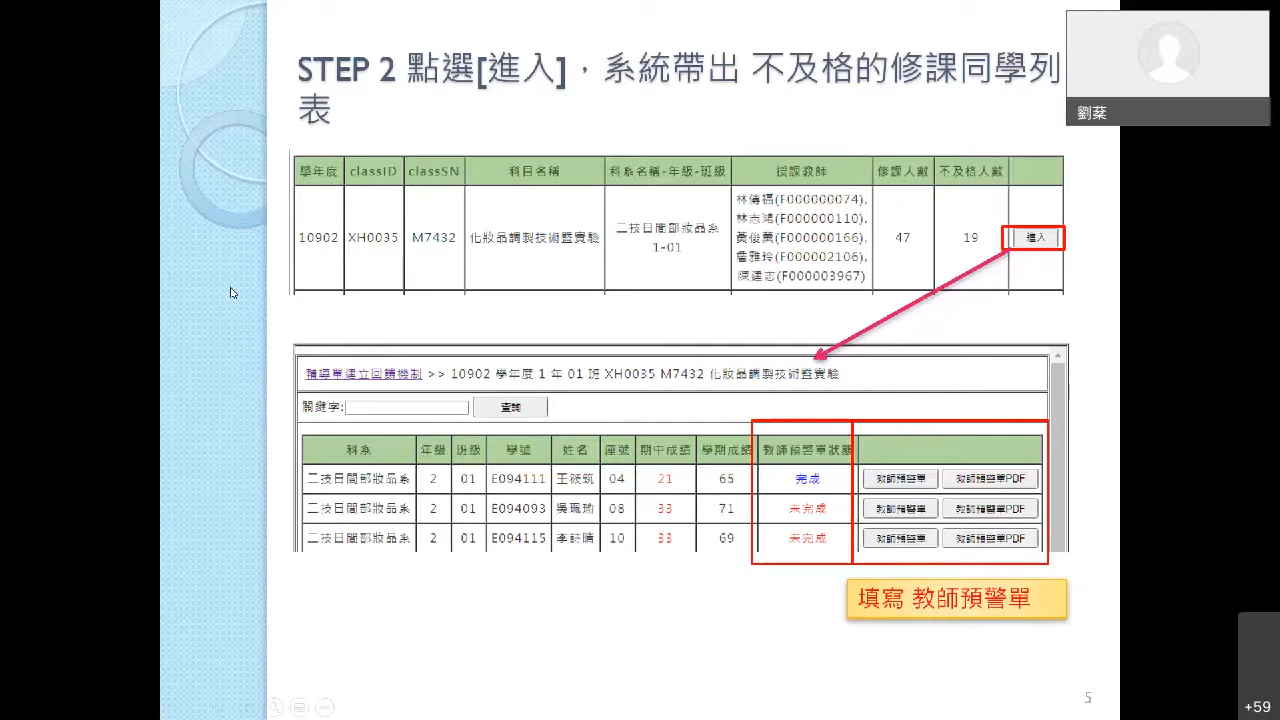 STEP 2 點選[進入]，系統帶出 不及格的修課同學列
表
劉棻
學年度 classID classSN 科目名稱 科系名稱-年級-班級 授課教師 修課人數 不及格人數
10902 XH0035 M7432 化妝品調製技術暨實驗 二技日間部妝品系 1-01 47 19 進入
林傳福(F000000074),
林志鴻(F000000110),
黃俊薰(F000000166),
詹雅玲(F000002106),
陳建志(F000003967)
輔導單建立回饋機制 >> 10902 學年度 1 年 01 班 XH0035 M7432 化妝品調製技術暨實驗
關鍵字: 查詢
科系 年級 班級 學號 姓名 座號 期中成績 學期成績 教師預警單狀態
二技日間部妝品系 2 01 E094111 王筱筑 04 21 65 完成 教師預警單 教師預警單PDF
二技日間部妝品系 2 01 E094093 吳珮瑜 08 33 71 未完成 教師預警單 教師預警單PDF
二技日間部妝品系 2 01 E094115 李詩晴 10 33 69 未完成 教師預警單 教師預警單PDF
填寫 教師預警單
5
+59